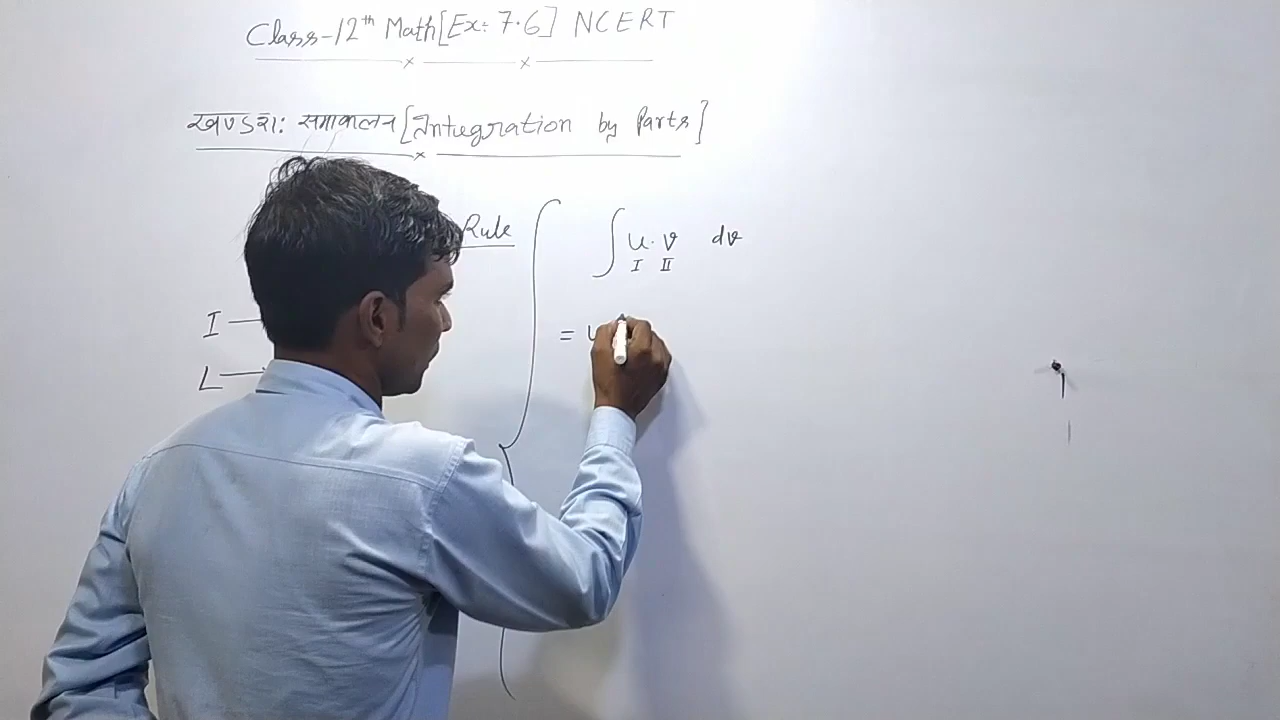 Class-12th Math[Ex: 7.6] NCERT
खण्डश: समाकलन [Integration by Parts]
Rule
∫ u. v dv
I II
I
= u
L